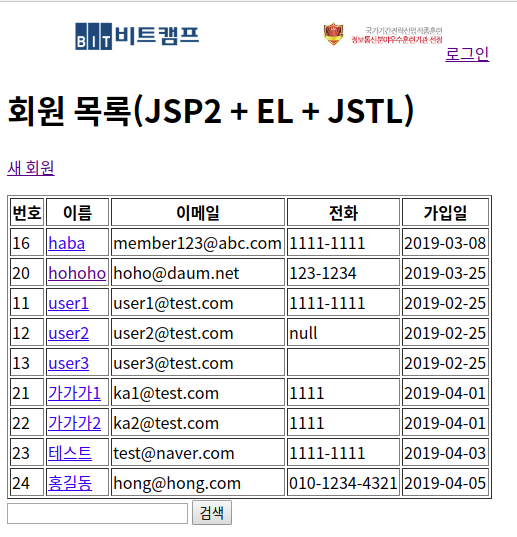 BIT 비트캠프
국가기간전략산업직종훈련
정보통신분야우수훈련기관 선정
로그인
회원 목록(JSP2 + EL + JSTL)
새 회원
번호 이름 이메일 전화 가입일
16 haba member123@abc.com 1111-1111 2019-03-08
20 hohoho hoho@daum.net 123-1234 2019-03-25
11 user1 user1@test.com 1111-1111 2019-02-25
12 user2 user2@test.com null 2019-02-25
13 user3 user3@test.com 2019-02-25
21 가가가1 ka1@test.com 1111 2019-04-01
22 가가가2 ka2@test.com 1111 2019-04-01
23 테스트 test@naver.com 1111-1111 2019-04-03
24 홍길동 hong@hong.com 010-1234-4321 2019-04-05
검색